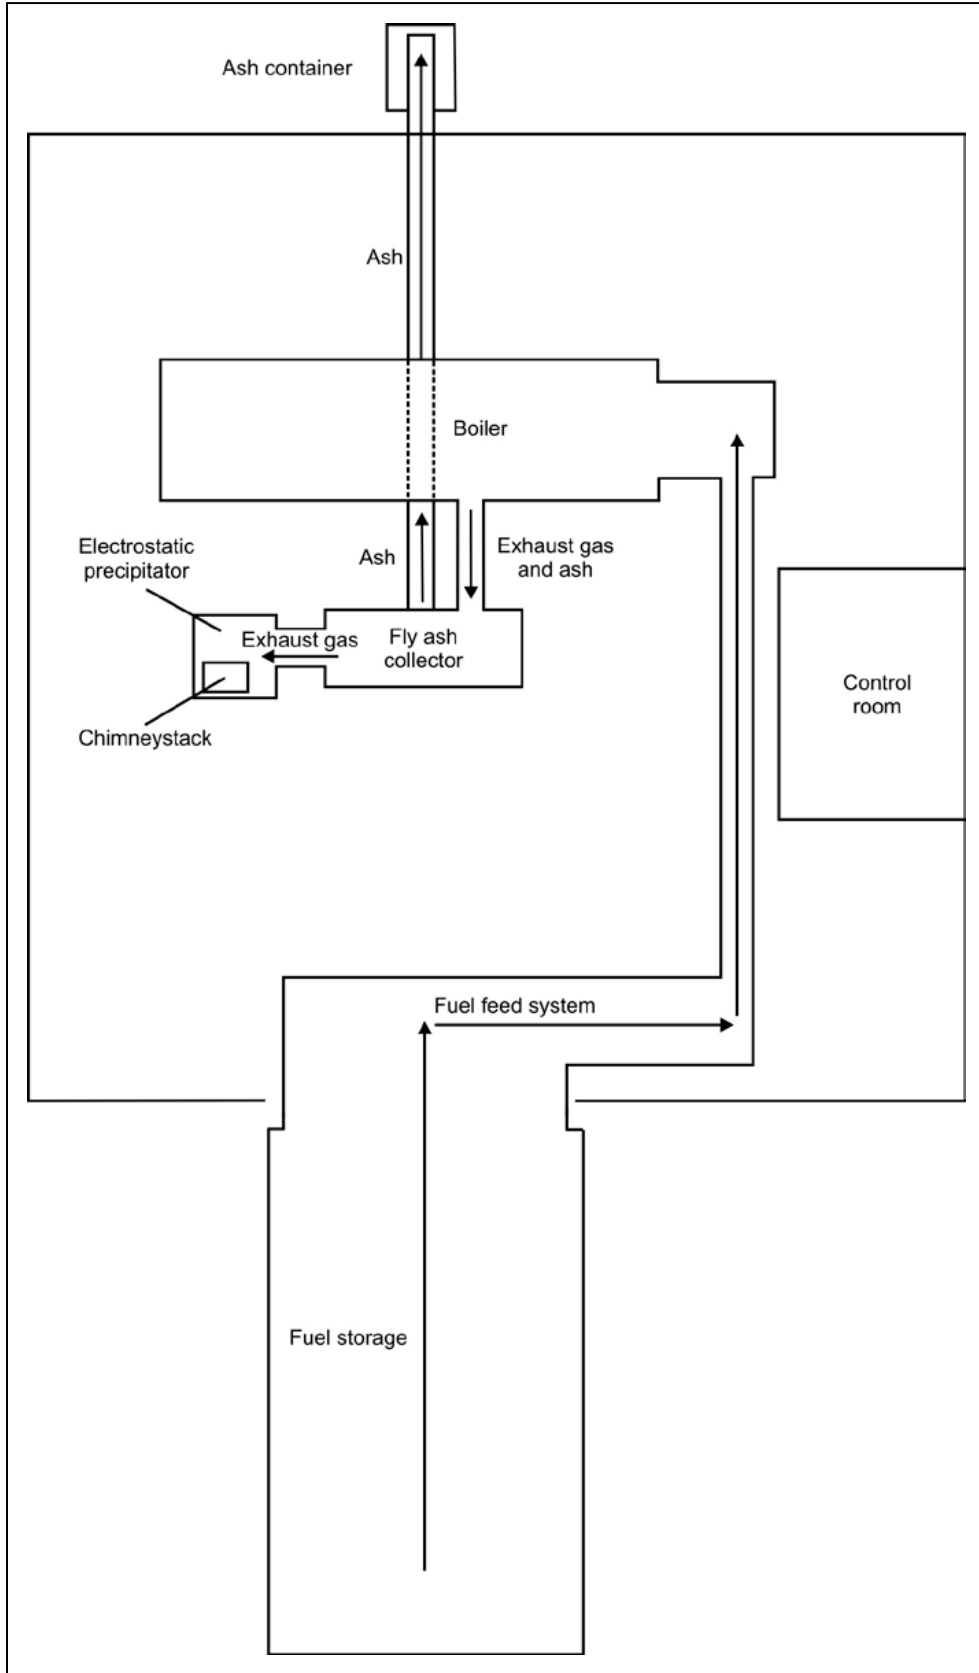 Ash container
Ash
Boiler
Electrostatic
precipitator
Ash
Exhaust gas
and ash
Exhaust gas
Fly ash
collector
Control
room
Chimneystack
Fuel feed system
Fuel storage